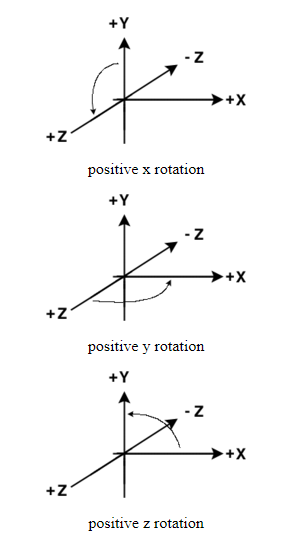 +Y
- Z
+X
+Z
positive x rotation
+Y
- Z
+X
+Z
positive y rotation
+Y
- Z
+X
+Z
positive z rotation